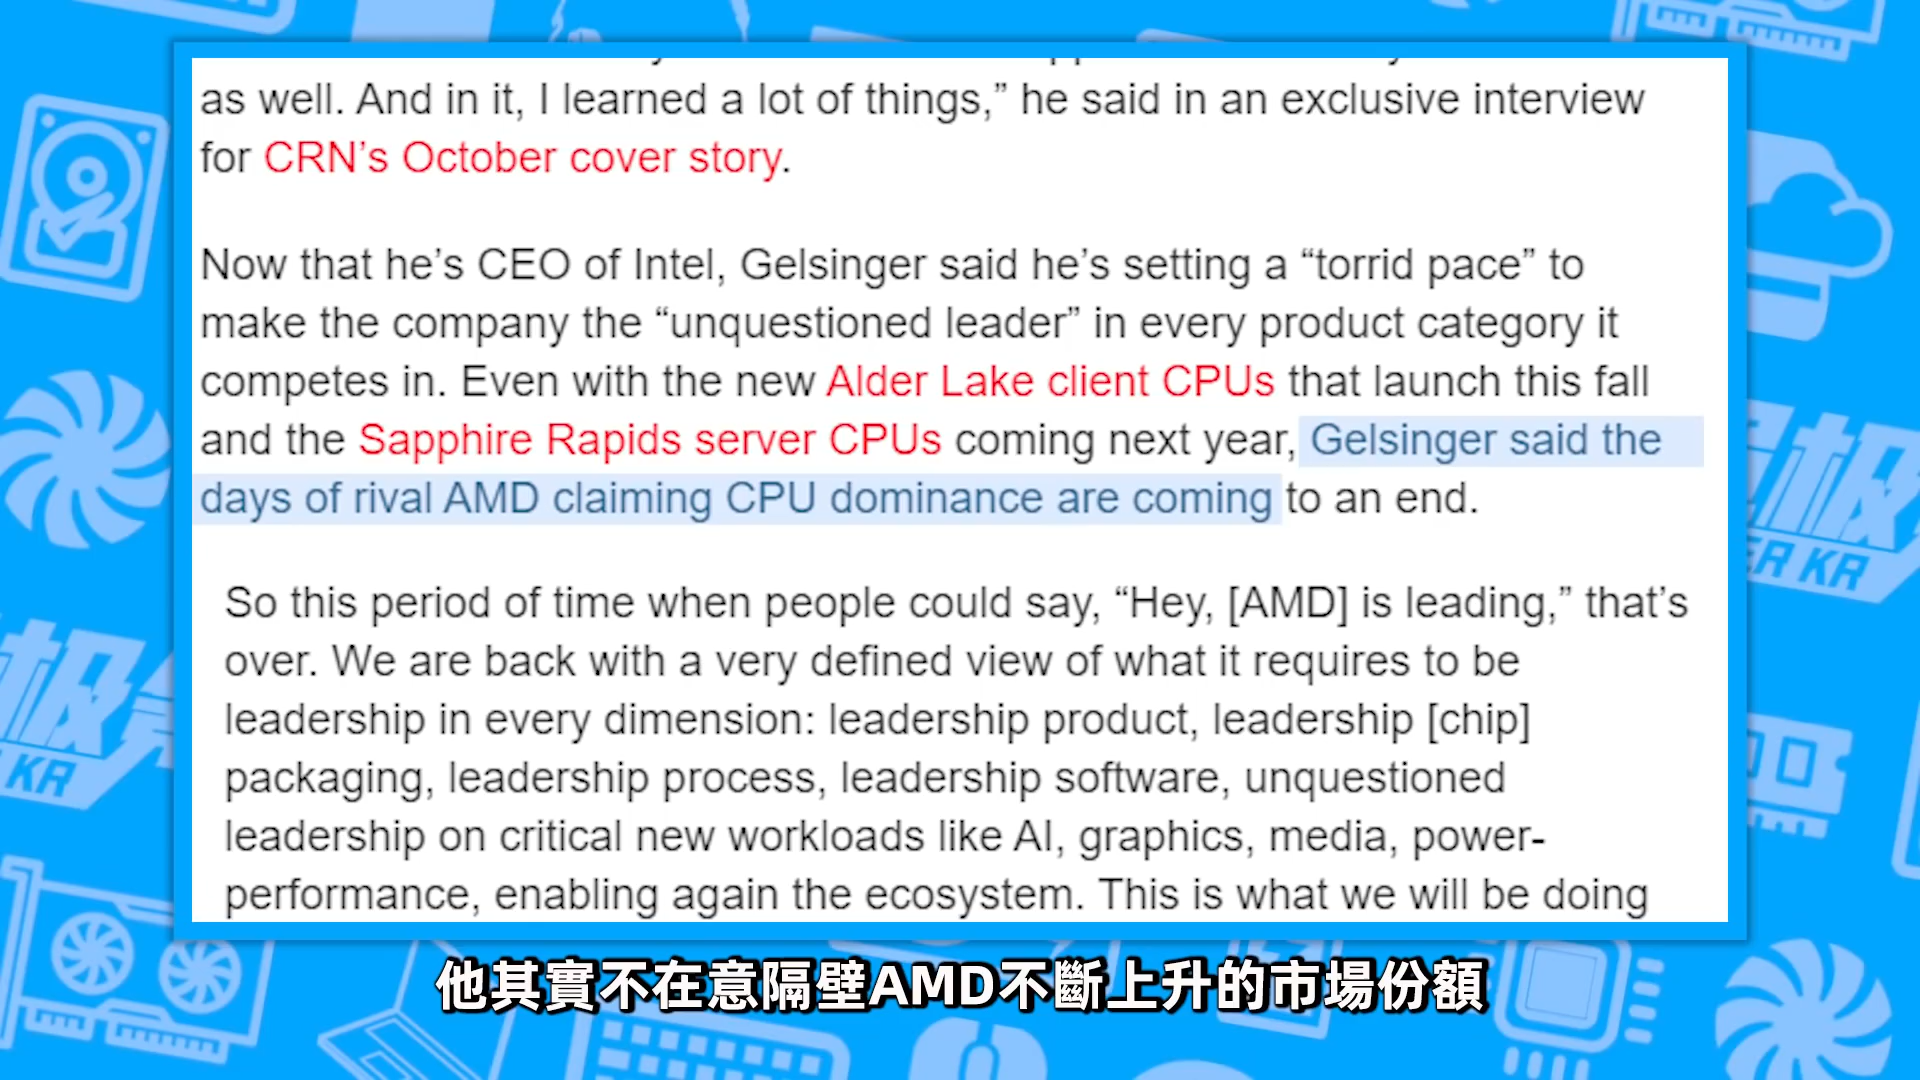 as well. And in it, I learned a lot of things,” he said in an exclusive interview
for CRN’s October cover story.
Now that he’s CEO of Intel, Gelsinger said he’s setting a “torrid pace” to
make the company the “unquestioned leader” in every product category it
competes in. Even with the new Alder Lake client CPUs that launch this fall
and the Sapphire Rapids server CPUs coming next year, Gelsinger said the
days of rival AMD claiming CPU dominance are coming to an end.
So this period of time when people could say, “Hey, [AMD] is leading,” that’s
over. We are back with a very defined view of what it requires to be
leadership in every dimension: leadership product, leadership [chip]
packaging, leadership process, leadership software, unquestioned
leadership on critical new workloads like AI, graphics, media, power-
performance, enabling again the ecosystem. This is what we will be doing
他其實不在意隔壁AMD不斷上升的市場份額
極
KR
極
ER KR